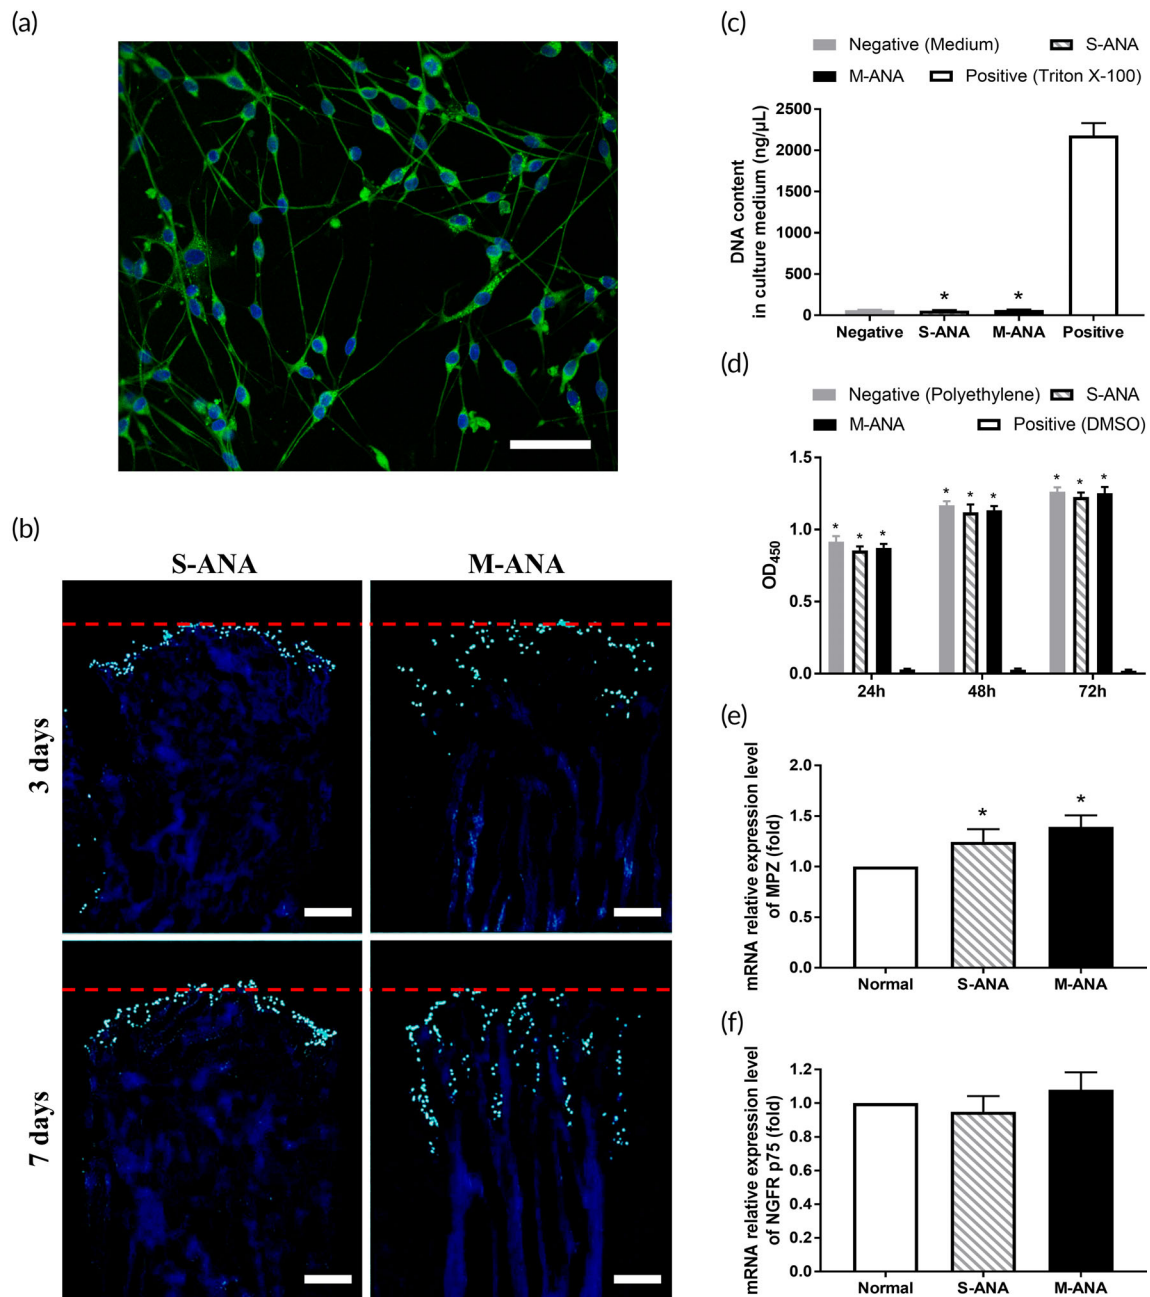 (a)
(b)
S-ANA M-ANA
3 days
7 days
(c)
Negative (Medium) S-ANA
M-ANA Positive (Triton X-100)
DNA content
in culture medium (ng/µL)
2500
2000
1500
1000
500
0
Negative S-ANA M-ANA Positive
* *
(d)
Negative (Polyethylene) S-ANA
M-ANA Positive (DMSO)
OD450
1.5
1.0
0.5
0.0
* * * * * * * * *
24h 48h 72h
(e)
mRNA relative expression level
of MPZ (fold)
2.0
1.5
1.0
0.5
0.0
* *
Normal S-ANA M-ANA
(f)
mRNA relative expression level
of NGFR p75 (fold)
1.2
1.0
0.8
0.6
0.4
0.2
0.0
Normal S-ANA M-ANA